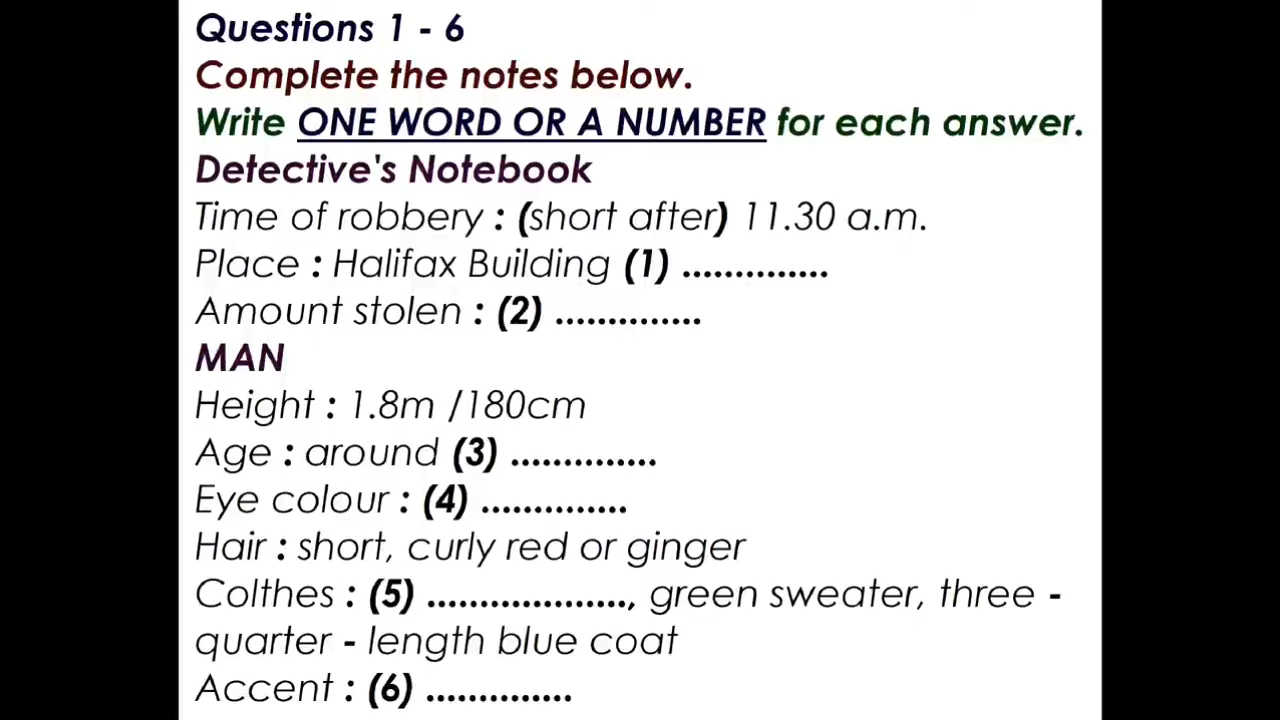 Questions 1 - 6
Complete the notes below.
Write ONE WORD OR A NUMBER for each answer.
Detective's Notebook
Time of robbery : (short after) 11.30 a.m.
Place : Halifax Building (1) ..............
Amount stolen : (2) ..............
MAN
Height : 1.8m /180cm
Age : around (3) ..............
Eye colour : (4) ..............
Hair : short, curly red or ginger
Colthes : (5) ..................., green sweater, three -
quarter - length blue coat
Accent : (6) ..............